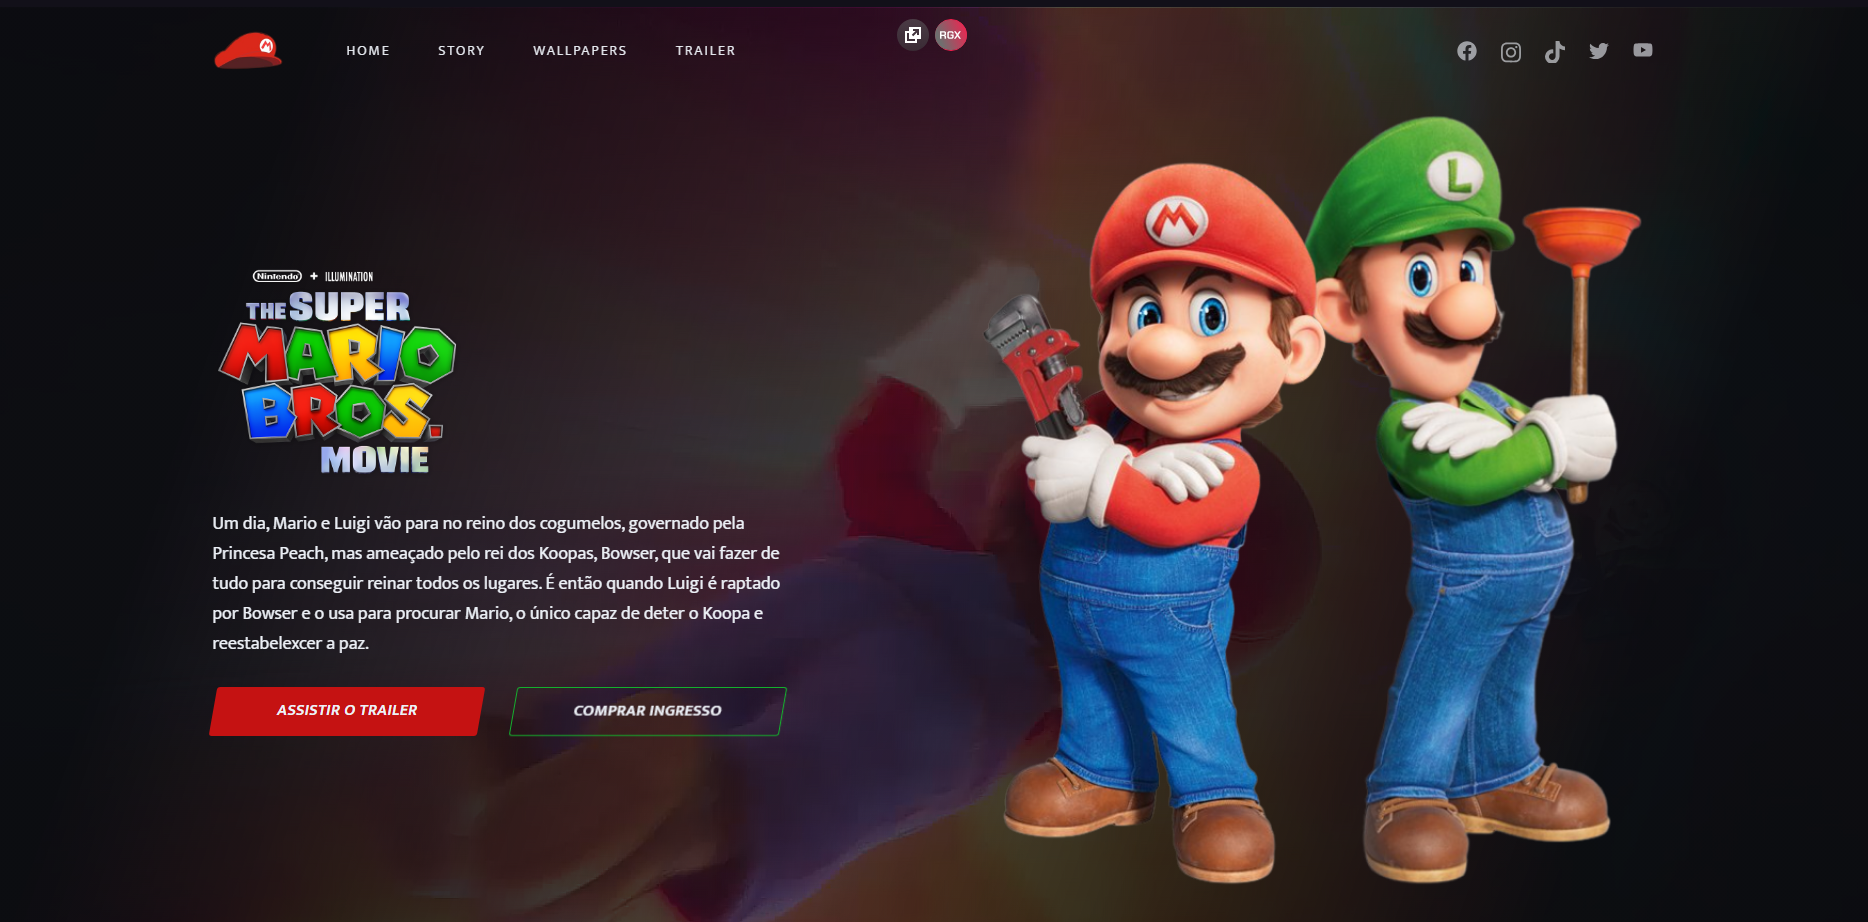 HOME
STORY
WALLPAPERS
TRAILER
RGX
M
L
M
Nintendo + ILLUMINATION
THE SUPER
MARIO
BROS.
MOVIE
Um dia, Mario e Luigi vão para no reino dos cogumelos, governado pela
Princesa Peach, mas ameaçado pelo rei dos Koopas, Bowser, que vai fazer de
tudo para conseguir reinar todos os lugares. É então quando Luigi é raptado
por Bowser e o usa para procurar Mario, o único capaz de deter o Koopa e
reestabelexcer a paz.
ASSISTIR O TRAILER
COMPRAR INGRESSO